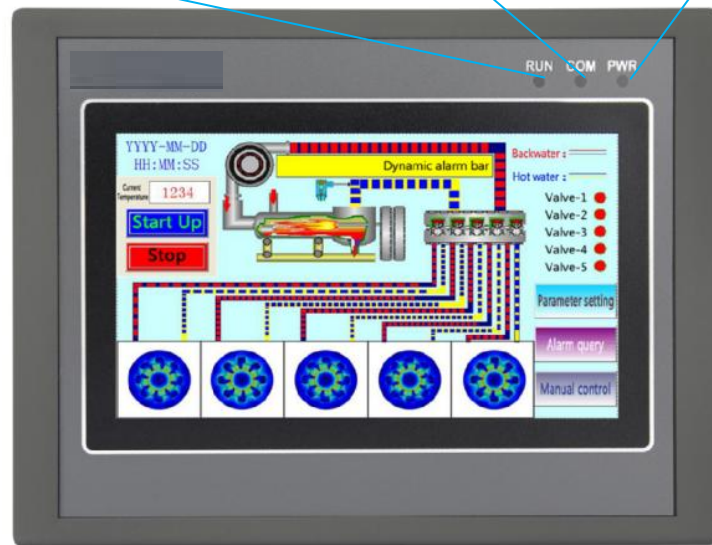 RUN COM PWR
YYYY-MM-DD
HH:MM:SS
Current
Temperature
1234
Start Up
Stop
Dynamic alarm bar
Backwater :
Hot water :
Valve-1
Valve-2
Valve-3
Valve-4
Valve-5
Parameter setting
Alarm query
Manual control